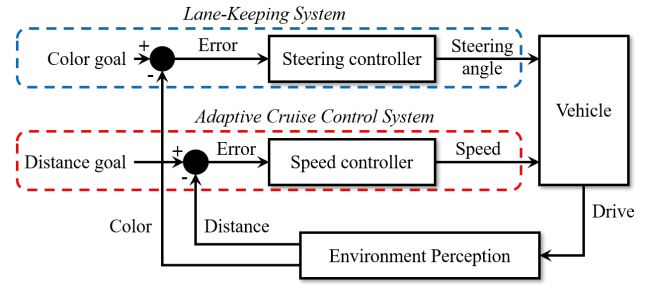 Lane-Keeping System
Color goal
+
-
Error
Steering controller
Steering
angle
Vehicle
Adaptive Cruise Control System
Distance goal
+
-
Error
Speed controller
Speed
Drive
Color
Distance
Environment Perception